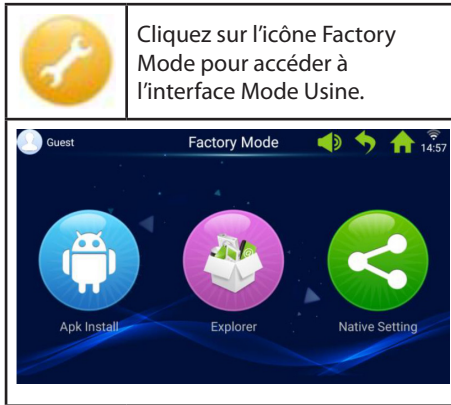 Cliquez sur l’icône Factory
Mode pour accéder à
l’interface Mode Usine.
Guest Factory Mode 14:57
Apk Install Explorer Native Setting